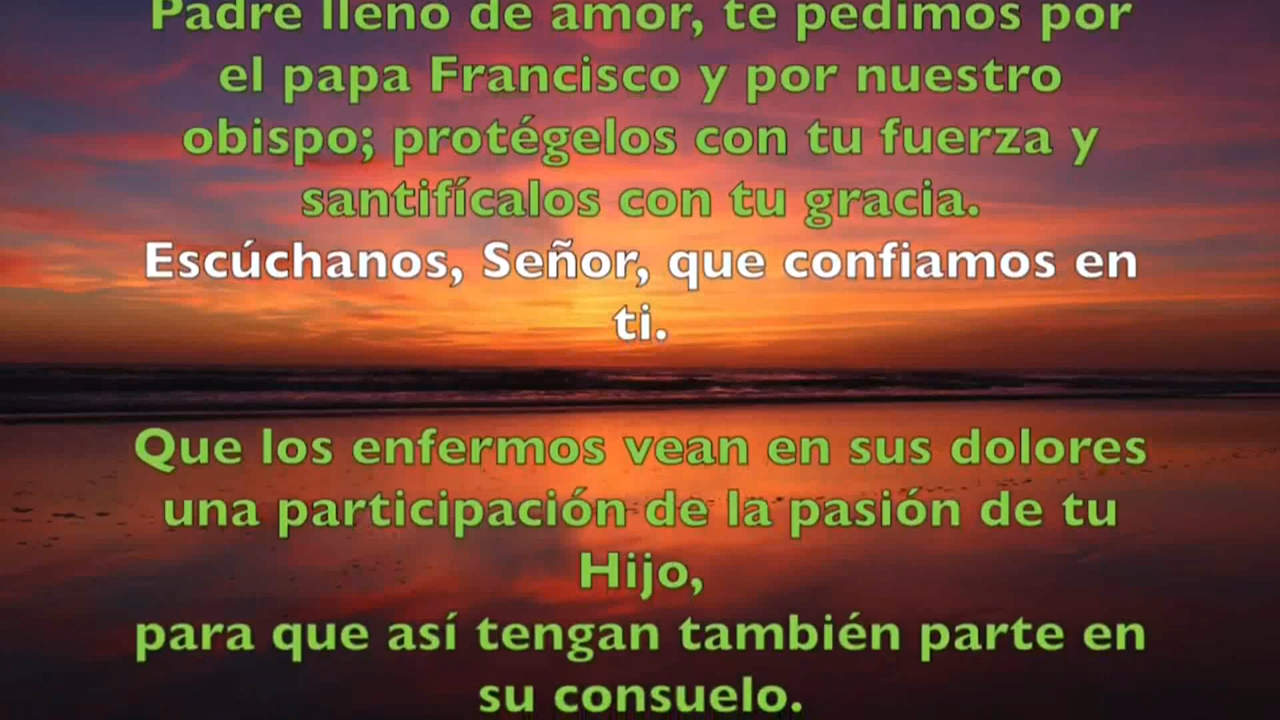 Padre lleno de amor, te pedimos por
el papa Francisco y por nuestro
obispo; protégelos con tu fuerza y
santifícalos con tu gracia.
Escúchanos, Señor, que confiamos en
ti.
Que los enfermos vean en sus dolores
una participación de la pasión de tu
Hijo,
para que así tengan también parte en
su consuelo.